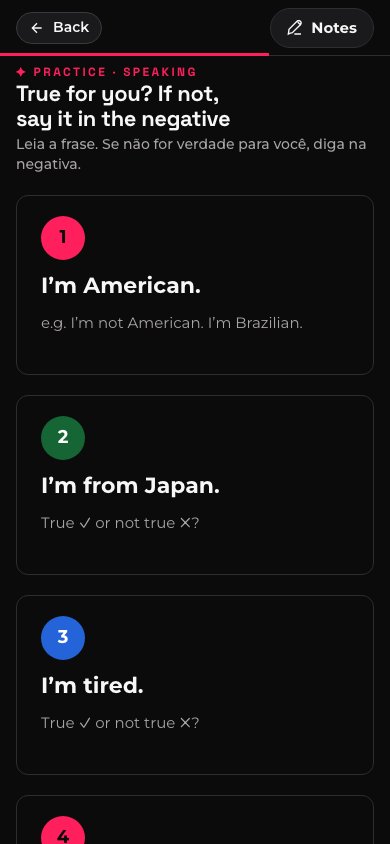 ← Back
Notes
✦ PRACTICE · SPEAKING
True for you? If not,
say it in the negative
Leia a frase. Se não for verdade para você, diga na
negativa.
1
I'm American.
e.g. I'm not American. I'm Brazilian.
2
I'm from Japan.
True ✓ or not true ✕?
3
I'm tired.
True ✓ or not true ✕?
4